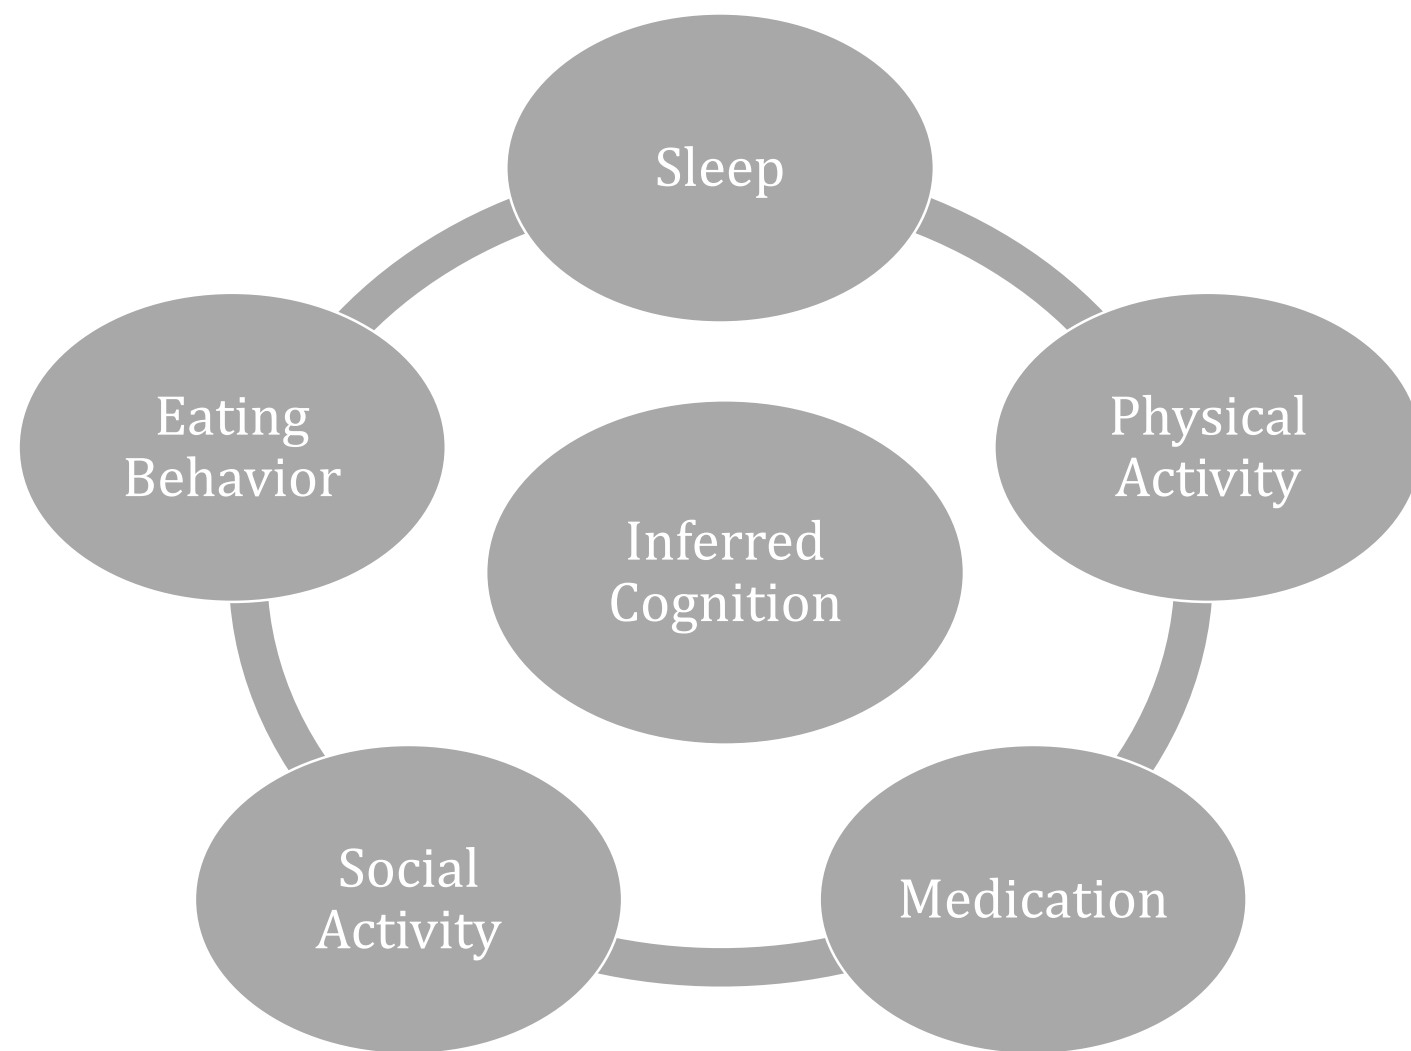 Sleep
Eating
Behavior
Physical
Activity
Inferred
Cognition
Social
Activity
Medication